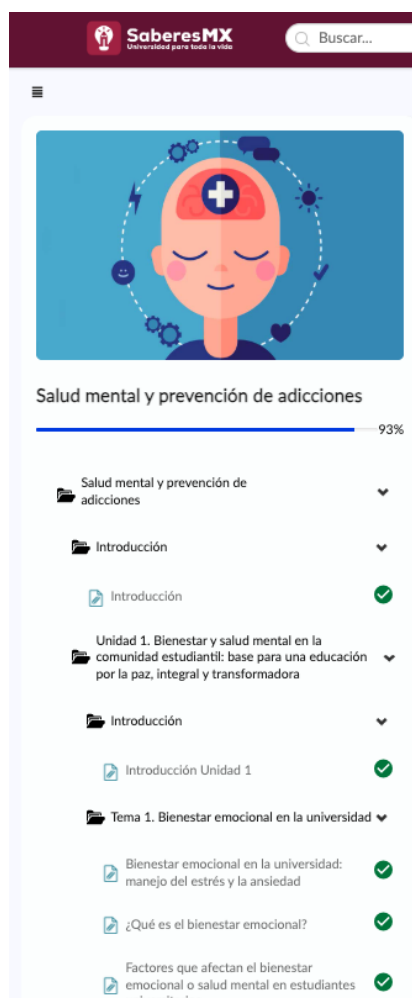 SaberesMX
Universidad para toda la vida
Buscar...
Salud mental y prevención de adicciones
93%
Salud mental y prevención de
adicciones
Introducción
Introducción
Unidad 1. Bienestar y salud mental en la
comunidad estudiantil: base para una educación
por la paz, integral y transformadora
Introducción
Introducción Unidad 1
Tema 1. Bienestar emocional en la universidad
Bienestar emocional en la universidad:
manejo del estrés y la ansiedad
¿Qué es el bienestar emocional?
Factores que afectan el bienestar
emocional o salud mental en estudiantes